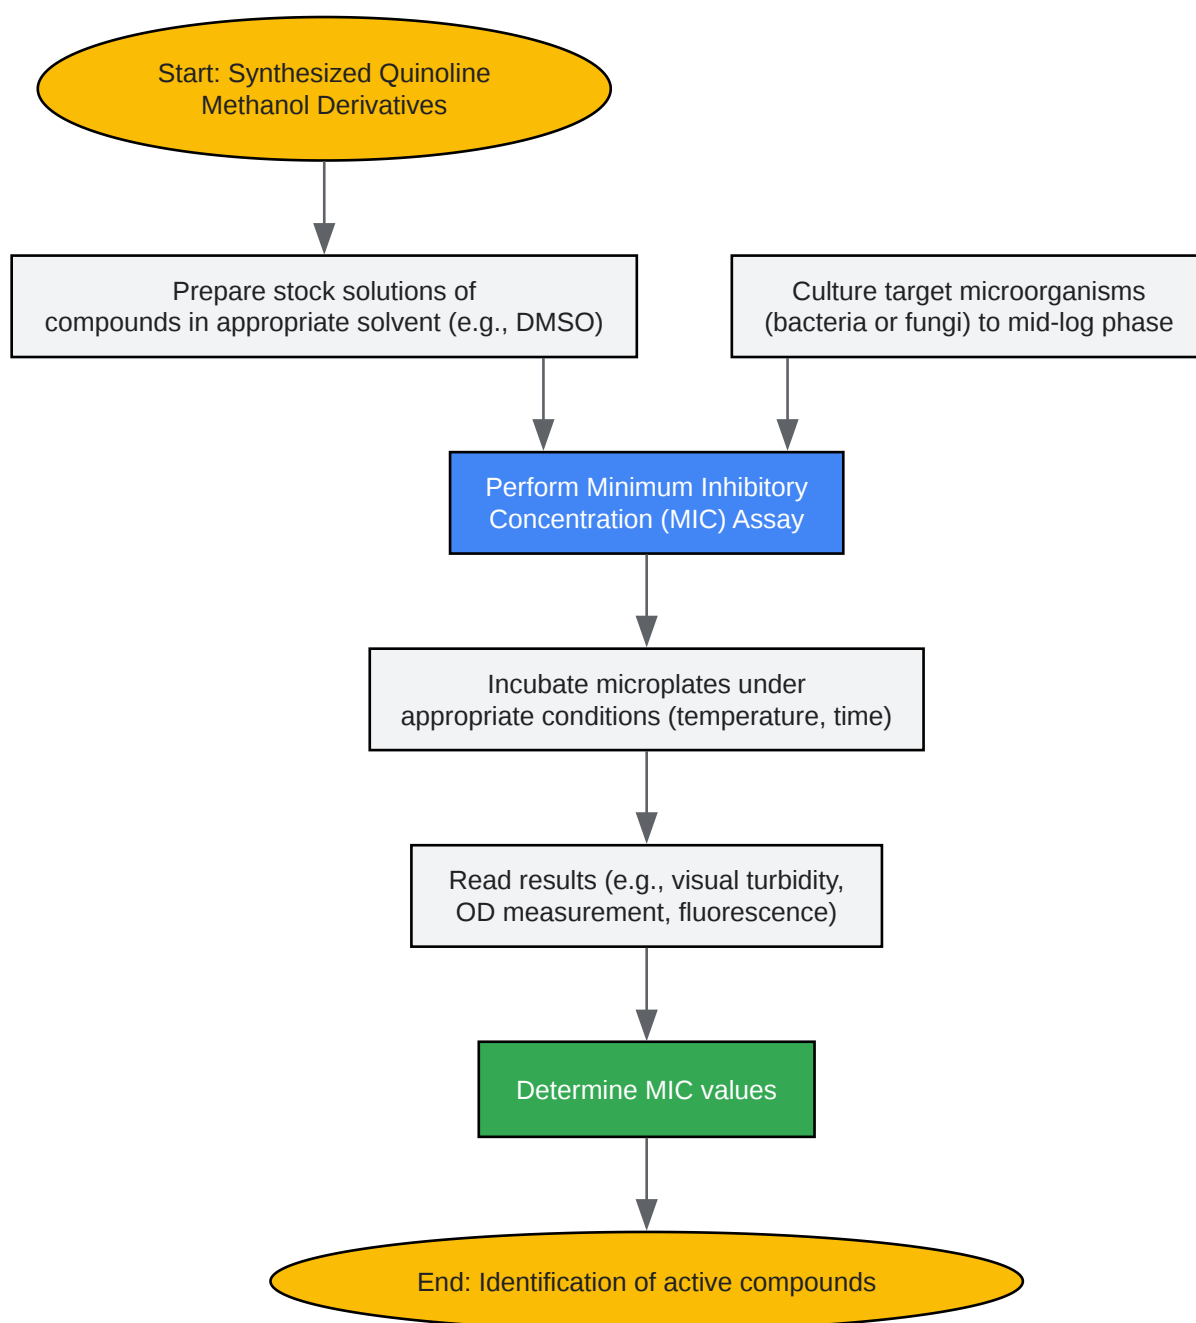 Start: Synthesized Quinoline
Methanol Derivatives
Prepare stock solutions of
compounds in appropriate solvent (e.g., DMSO)
Culture target microorganisms
(bacteria or fungi) to mid-log phase
Perform Minimum Inhibitory
Concentration (MIC) Assay
Incubate microplates under
appropriate conditions (temperature, time)
Read results (e.g., visual turbidity,
OD measurement, fluorescence)
Determine MIC values
End: Identification of active compounds